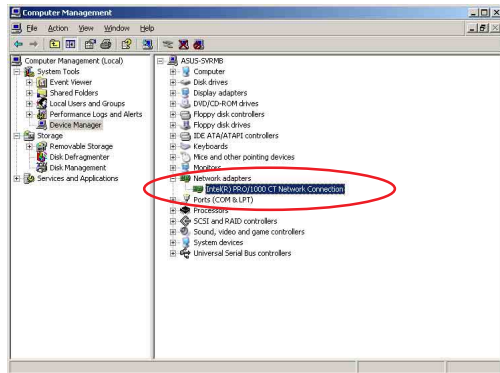 Computer Management
File Action View Window Help
Computer Management (Local)
System Tools
Event Viewer
Shared Folders
Local Users and Groups
Performance Logs and Alerts
Device Manager
Storage
Removable Storage
Disk Defragmenter
Disk Management
Services and Applications
ASUS-SVRMB
Computer
Disk drives
Display adapters
DVD/CD-ROM drives
Floppy disk controllers
Floppy disk drives
IDE ATA/ATAPI controllers
Keyboards
Mice and other pointing devices
Monitors
Network adapters
Intel(R) PRO/1000 CT Network Connection
Ports (COM & LPT)
Processors
SCSI and RAID controllers
Sound, video and game controllers
System devices
Universal Serial Bus controllers